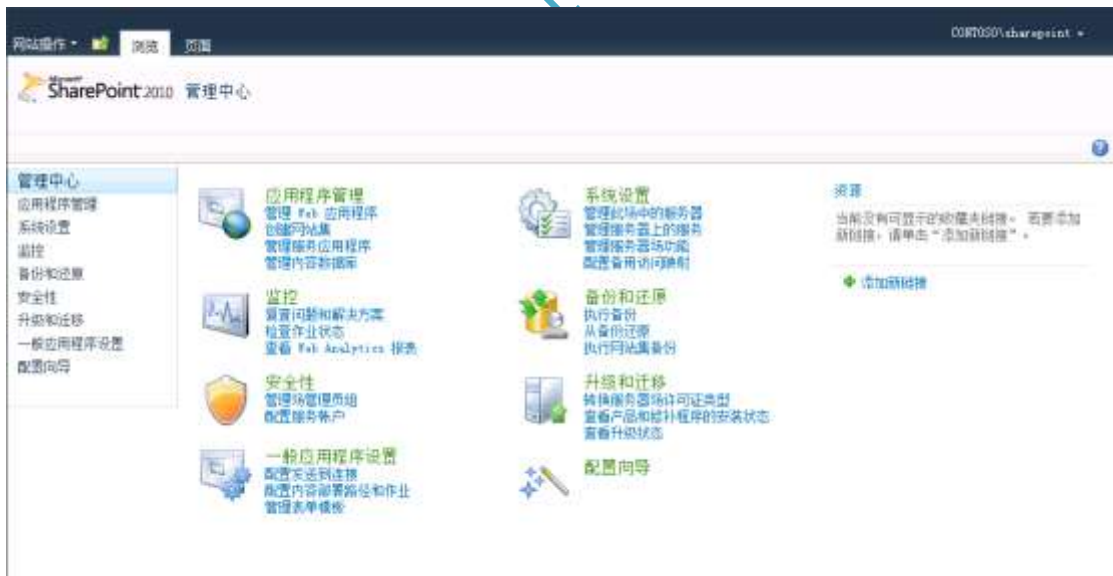 网站操作
浏览
页面
CONTOSO\sharepoint
Microsoft
SharePoint 2010
管理中心
管理中心
应用程序管理
系统设置
监控
备份和还原
安全性
升级和迁移
一般应用程序设置
配置向导
应用程序管理
管理 Web 应用程序
创建网站集
管理服务应用程序
管理内容数据库
监控
复查问题和解决方案
检查作业状态
查看 Web Analytics 报表
安全性
管理场管理员组
配置服务帐户
一般应用程序设置
配置发送到连接
配置内容部署路径和作业
管理表单模板
系统设置
管理此场中的服务器
管理服务器上的服务
管理服务器场功能
配置备用访问映射
备份和还原
执行备份
从备份还原
执行网站集备份
升级和迁移
转换服务器场许可证类型
查看产品和修补程序的安装状态
查看升级状态
配置向导
资源
当前没有可显示的收藏夹链接。若要添加
新链接，请单击“添加新链接”。
添加新链接